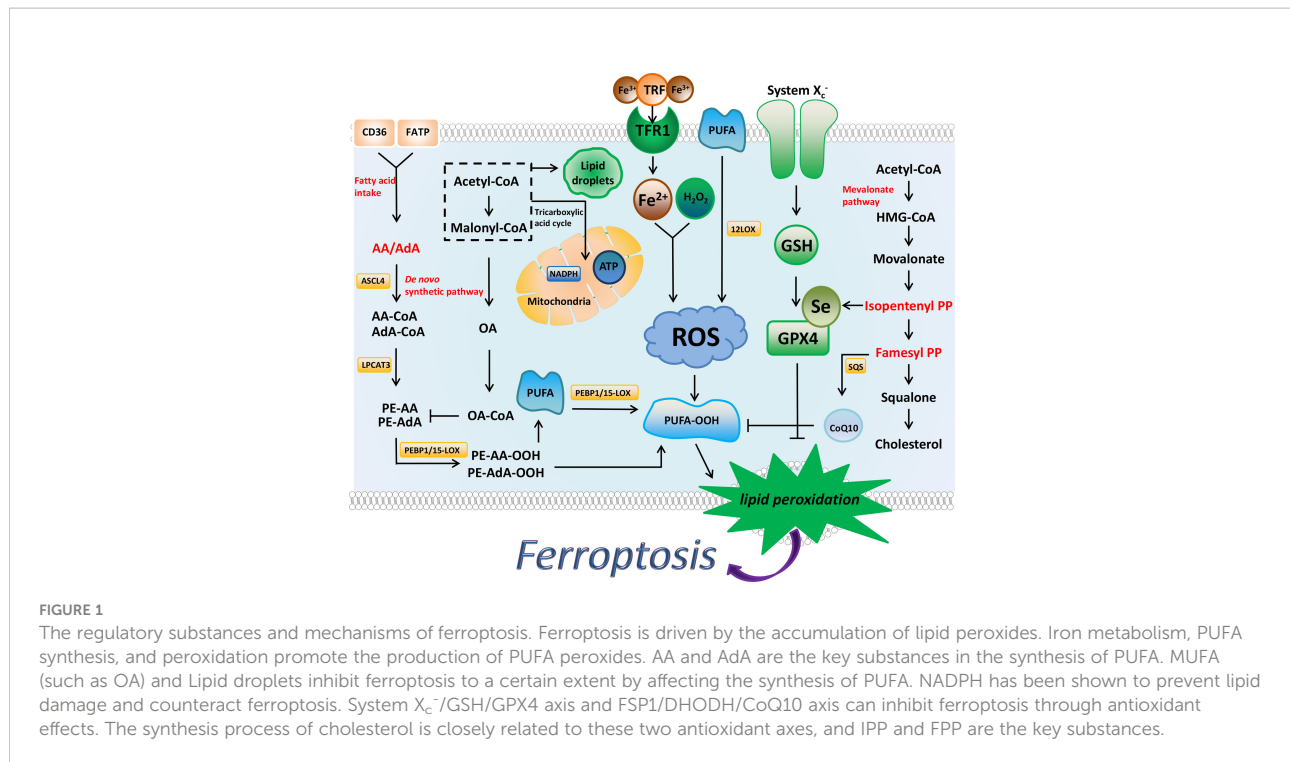 Fe³⁺ TRF Fe³⁺
System Xc⁻
CD36 FATP
TFR1
PUFA
Fatty acid
intake
Acetyl-CoA
Malonyl-CoA
Lipid
droplets
Tricarboxylic
acid cycle
Fe²⁺
H₂O₂
Acetyl-CoA
Mevalonate
pathway
HMG-CoA
12LOX
GSH
Movalonate
AA/AdA
ASCL4
De novo
synthetic pathway
NADPH
ATP
Mitochondria
AA-CoA
AdA-CoA
OA
ROS
Se
GPX4
Isopentenyl PP
Famesyl PP
SQS
LPCAT3
PUFA
PEBP1/15-LOX
Squalone
PE-AA
PE-AdA
OA-CoA
PUFA-OOH
CoQ10
Cholesterol
PEBP1/15-LOX
PE-AA-OOH
PE-AdA-OOH
lipid peroxidation
Ferroptosis
FIGURE 1
The regulatory substances and mechanisms of ferroptosis. Ferroptosis is driven by the accumulation of lipid peroxides. Iron metabolism, PUFA
synthesis, and peroxidation promote the production of PUFA peroxides. AA and AdA are the key substances in the synthesis of PUFA. MUFA
(such as OA) and Lipid droplets inhibit ferroptosis to a certain extent by affecting the synthesis of PUFA. NADPH has been shown to prevent lipid
damage and counteract ferroptosis. System Xc⁻/GSH/GPX4 axis and FSP1/DHODH/CoQ10 axis can inhibit ferroptosis through antioxidant
effects. The synthesis process of cholesterol is closely related to these two antioxidant axes, and IPP and FPP are the key substances.